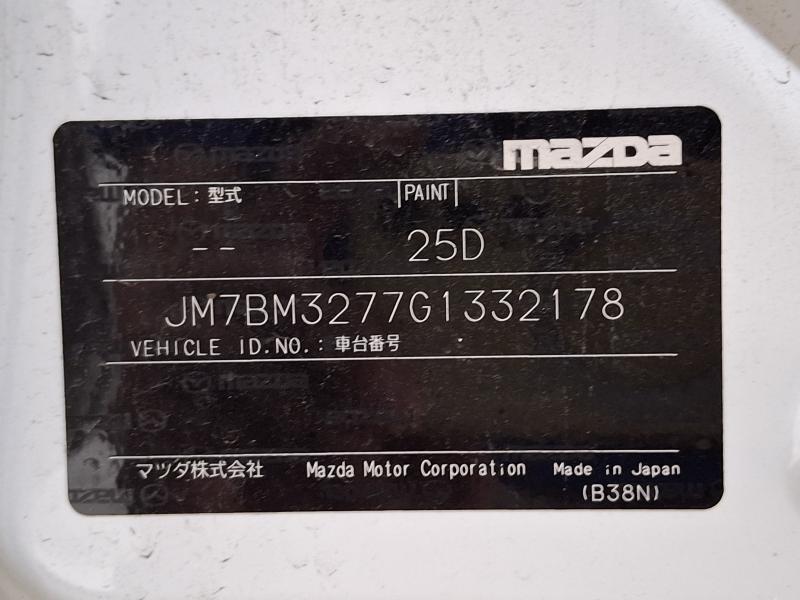 mazda
MODEL: 型式 |PAINT|
-- 25D
JM7BM3277G1332178
VEHICLE ID.NO.: 車台番号
マツダ株式会社 Mazda Motor Corporation Made in Japan
(B38N)